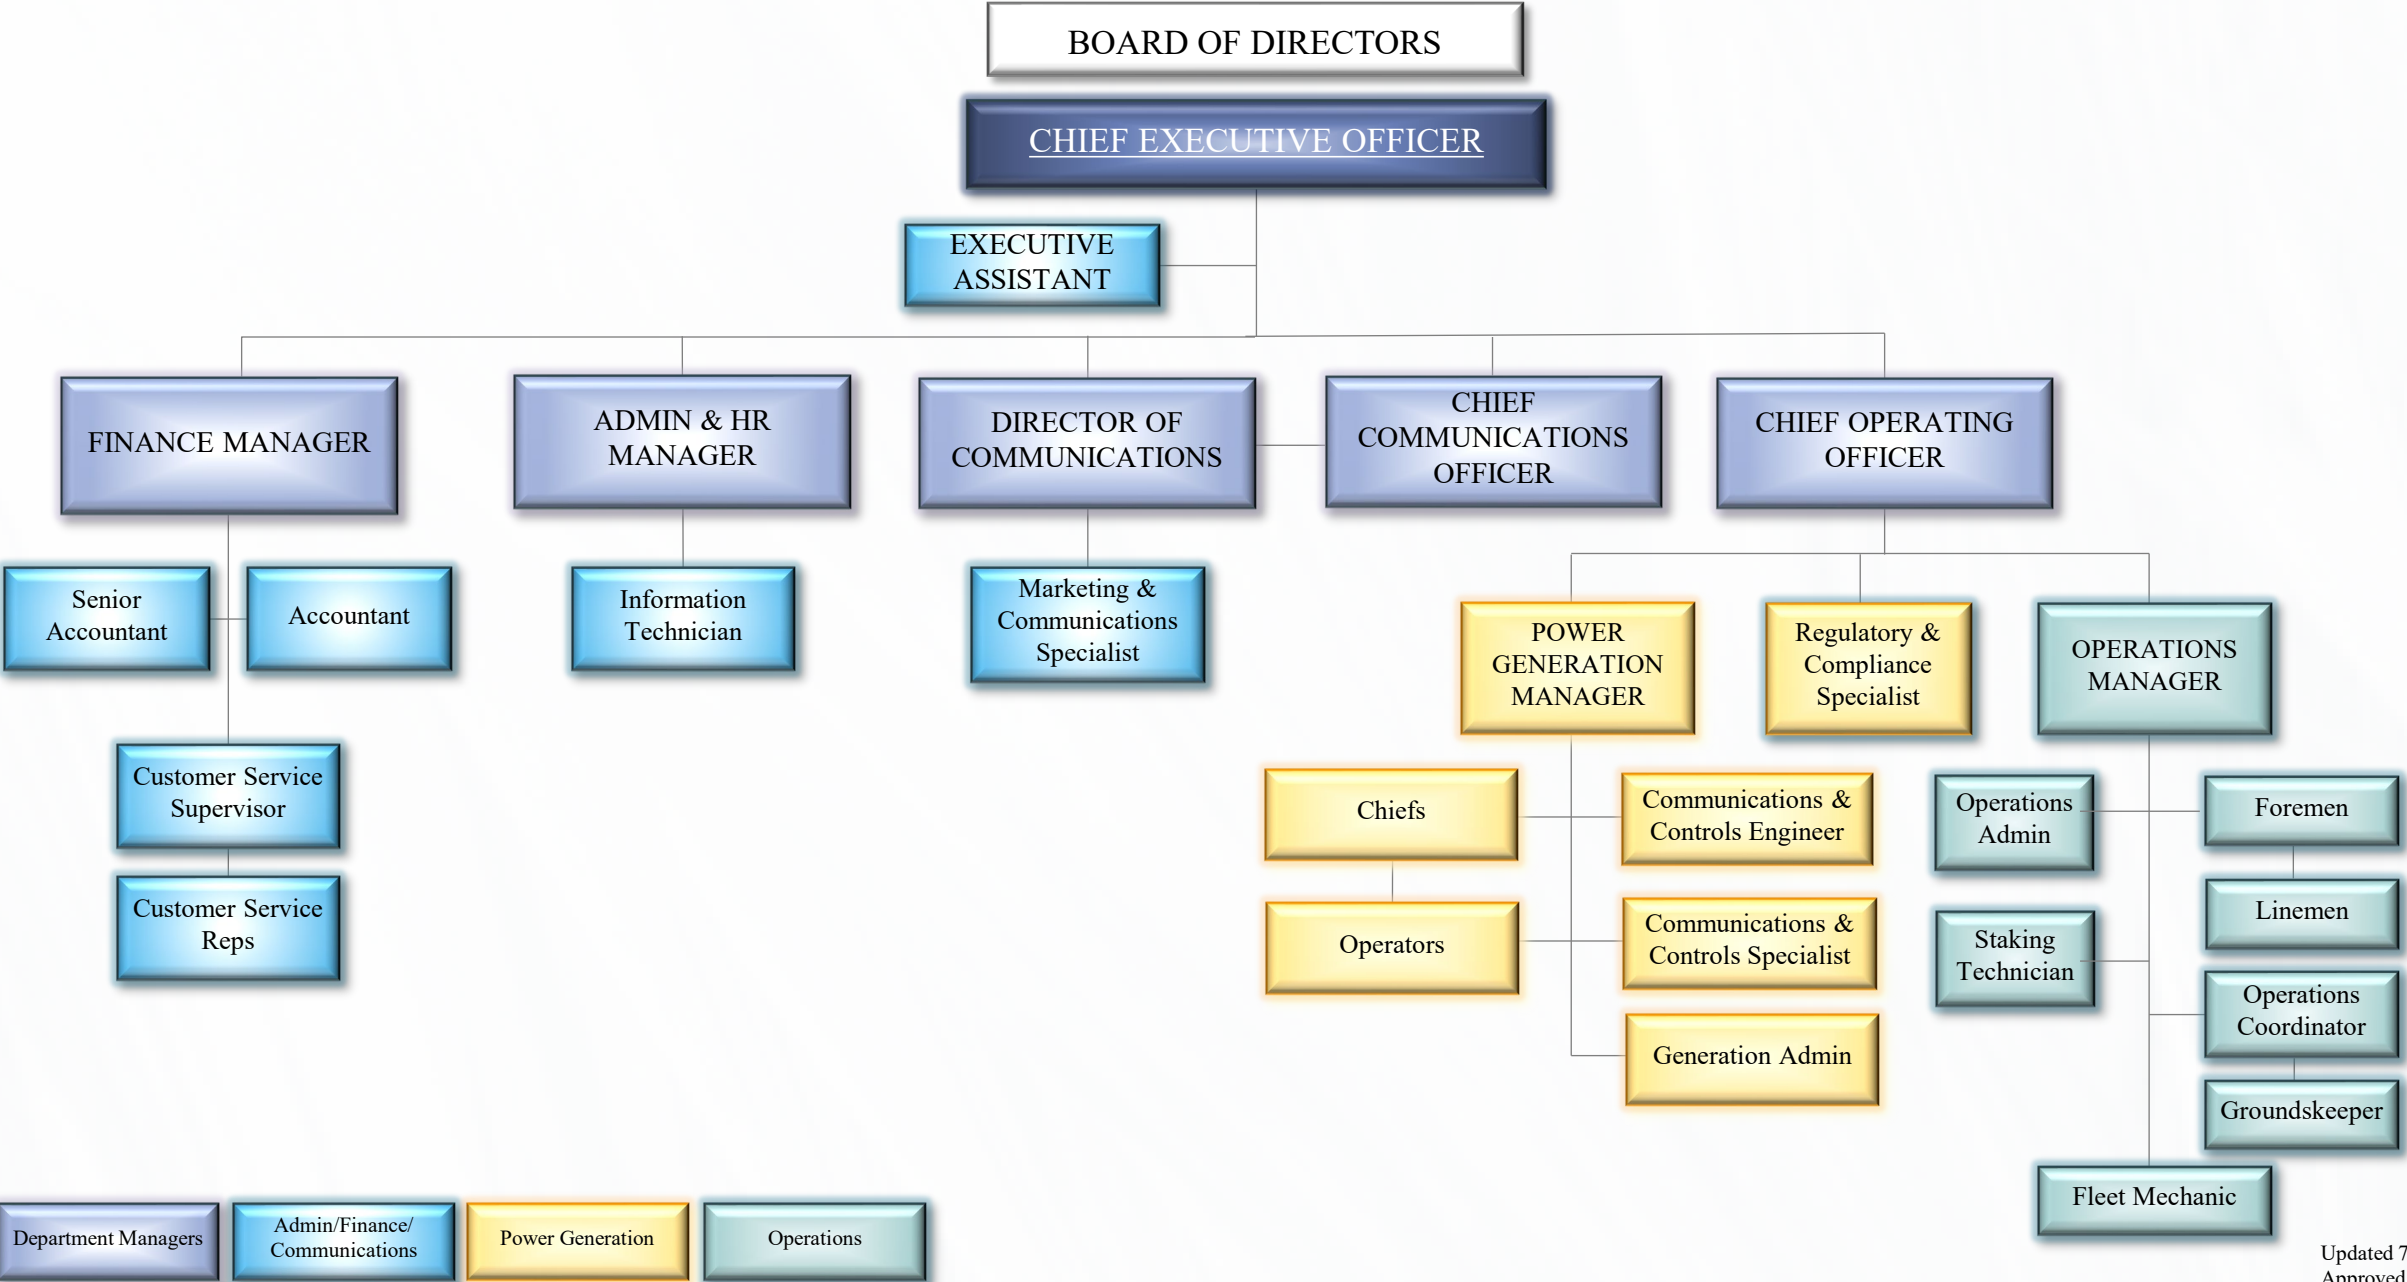 BOARD OF DIRECTORS
CHIEF EXECUTIVE OFFICER
EXECUTIVE
ASSISTANT
FINANCE MANAGER
ADMIN & HR
MANAGER
DIRECTOR OF
COMMUNICATIONS
CHIEF
COMMUNICATIONS
OFFICER
CHIEF OPERATING
OFFICER
Senior
Accountant
Accountant
Information
Technician
Marketing &
Communications
Specialist
POWER
GENERATION
MANAGER
Regulatory &
Compliance
Specialist
OPERATIONS
MANAGER
Customer Service
Supervisor
Customer Service
Reps
Chiefs
Communications &
Controls Engineer
Operators
Communications &
Controls Specialist
Generation Admin
Operations
Admin
Foremen
Linemen
Staking
Technician
Operations
Coordinator
Groundskeeper
Fleet Mechanic
Department Managers
Admin/Finance/
Communications
Power Generation
Operations
Updated 7
Approved